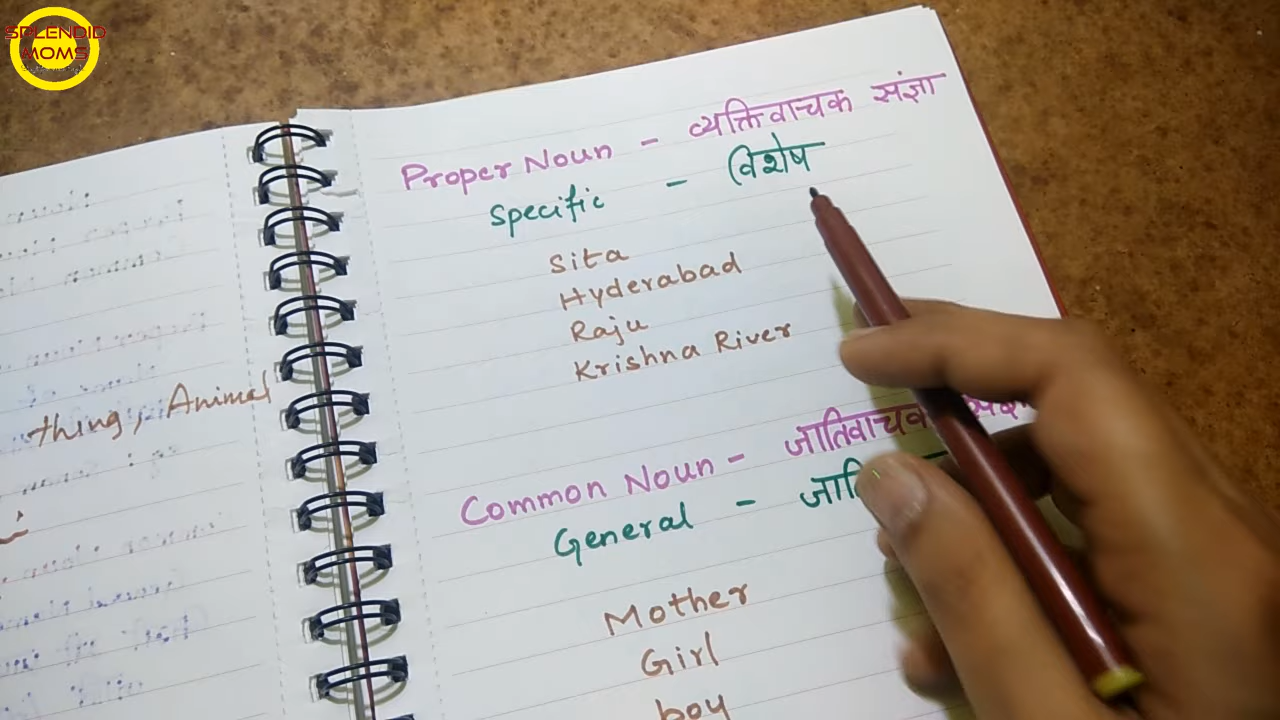 SPLENDID
MOMS
thing, Animal
Proper Noun - व्यक्तिवाचक संज्ञा
Specific - विशेष
Sita
Hyderabad
Raju
Krishna River
Common Noun - जातिवाचक
General -
Mother
Girl
boy